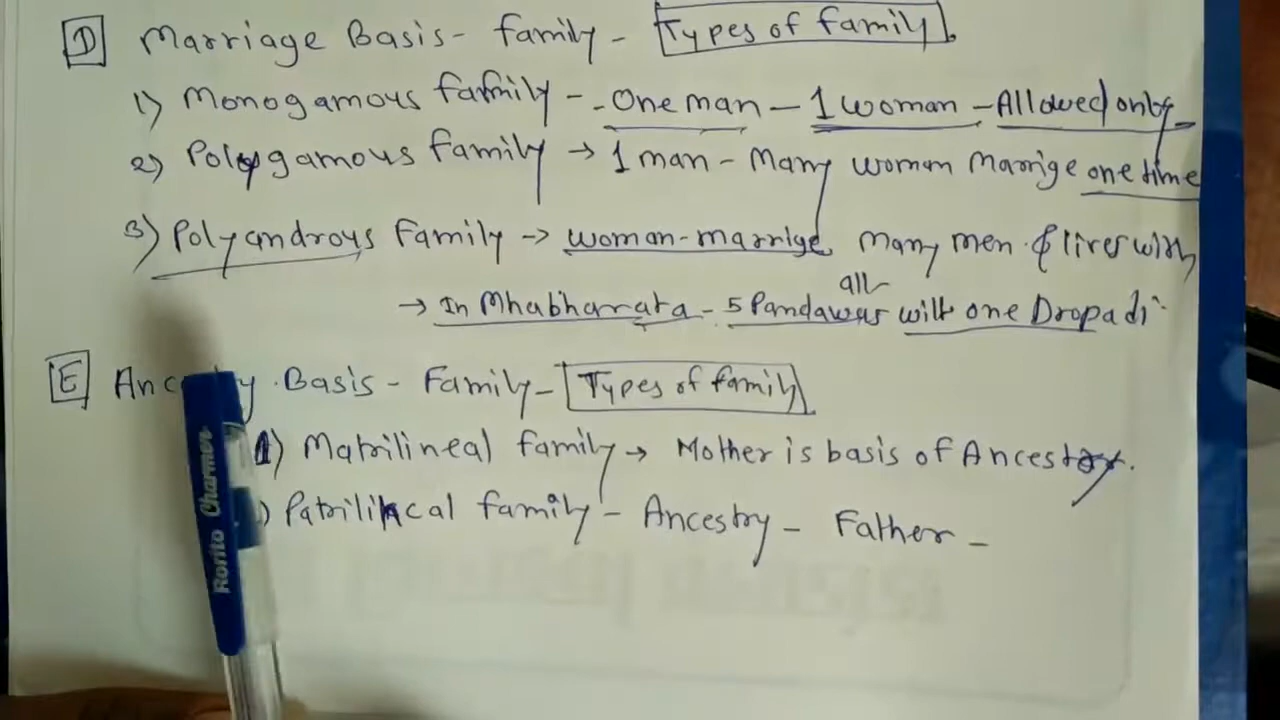 D Marriage Basis - family - Types of family
1) Monogamous family - - One man - 1 woman - Allowed only
2) Polygamous family → 1 man - Many woman Marrige one time
3) Polyandrous Family → woman - marrige many men & lives with all
→ In Mhabharata - 5 Pandawas with one Dropadi
E Basis - Family - Types of family
1) Matrilineal family → Mother is basis of Ancestry.
) Patrilineal family - Ancestry - Father -
Rorito Charmer